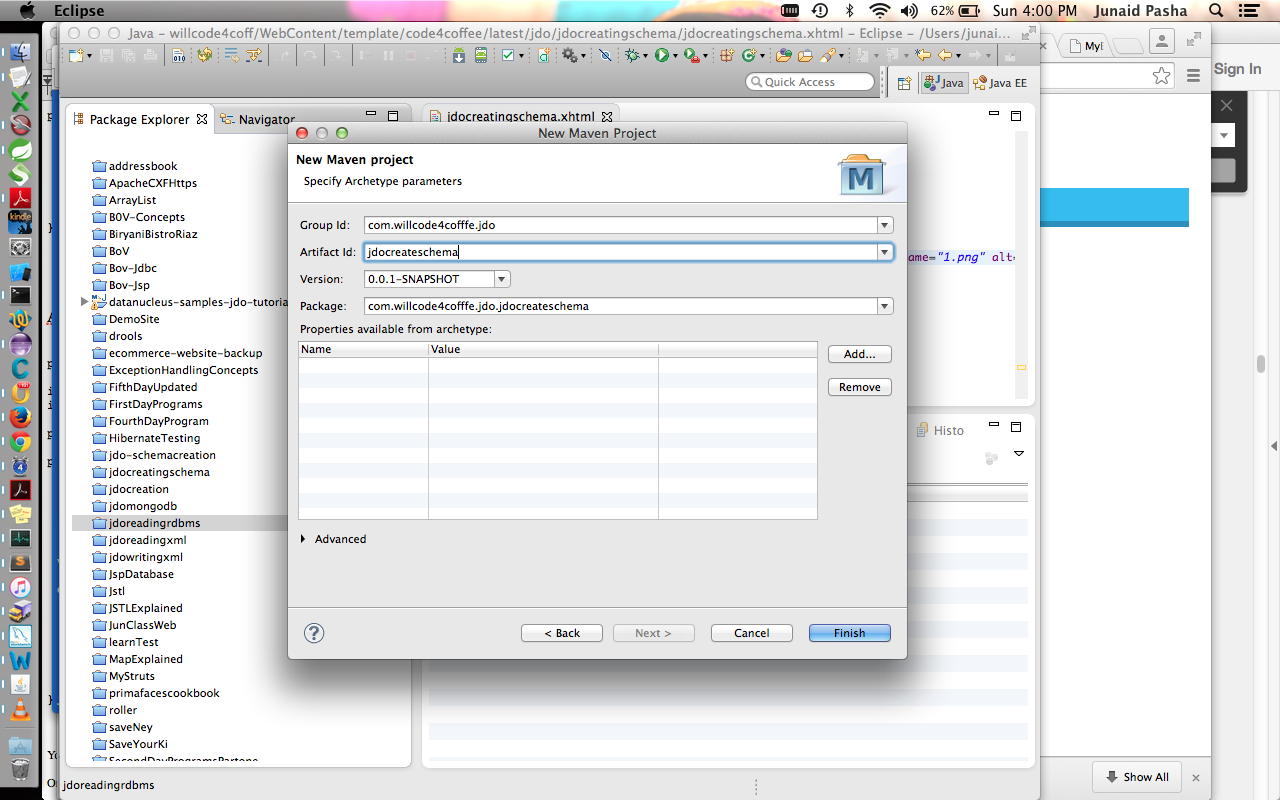 Eclipse
62%
Sun 4:00 PM
Junaid Pasha
Java – willcode4coff/WebContent/template/code4coffee/latest/jdo/jdocreatingschema/jdocreatingschema.xhtml – Eclipse – /Users/junai...
Quick Access
Java
Java EE
Sign In
Package Explorer
Navigator
jdocreatingschema.xhtml
addressbook
ApacheCXFHttps
ArrayList
B0V-Concepts
BiryaniBistroRiaz
BoV
Bov-Jdbc
Bov-Jsp
datanucleus-samples-jdo-tutoria
DemoSite
drools
ecommerce-website-backup
ExceptionHandlingConcepts
FifthDayUpdated
FirstDayPrograms
FourthDayProgram
HibernateTesting
jdo-schemacreation
jdocreatingschema
jdocreation
jdomongodb
jdoreadingrdbms
jdoreadingxml
jdowritingxml
JspDatabase
Jstl
JSTLExplained
JunClassWeb
learnTest
MapExplained
MyStruts
primafacescookbook
roller
saveNey
SaveYourKi
SecondDayProgramsPartone
New Maven Project
New Maven project
Specify Archetype parameters
Group Id: com.willcode4cofffe.jdo
Artifact Id: jdocreateschema
Version: 0.0.1-SNAPSHOT
Package: com.willcode4cofffe.jdo.jdocreateschema
Properties available from archetype:
Name Value
Add...
Remove
Advanced
< Back
Next >
Cancel
Finish
ame="1.png" alt=
Histo
jdoreadingrdbms
Show All